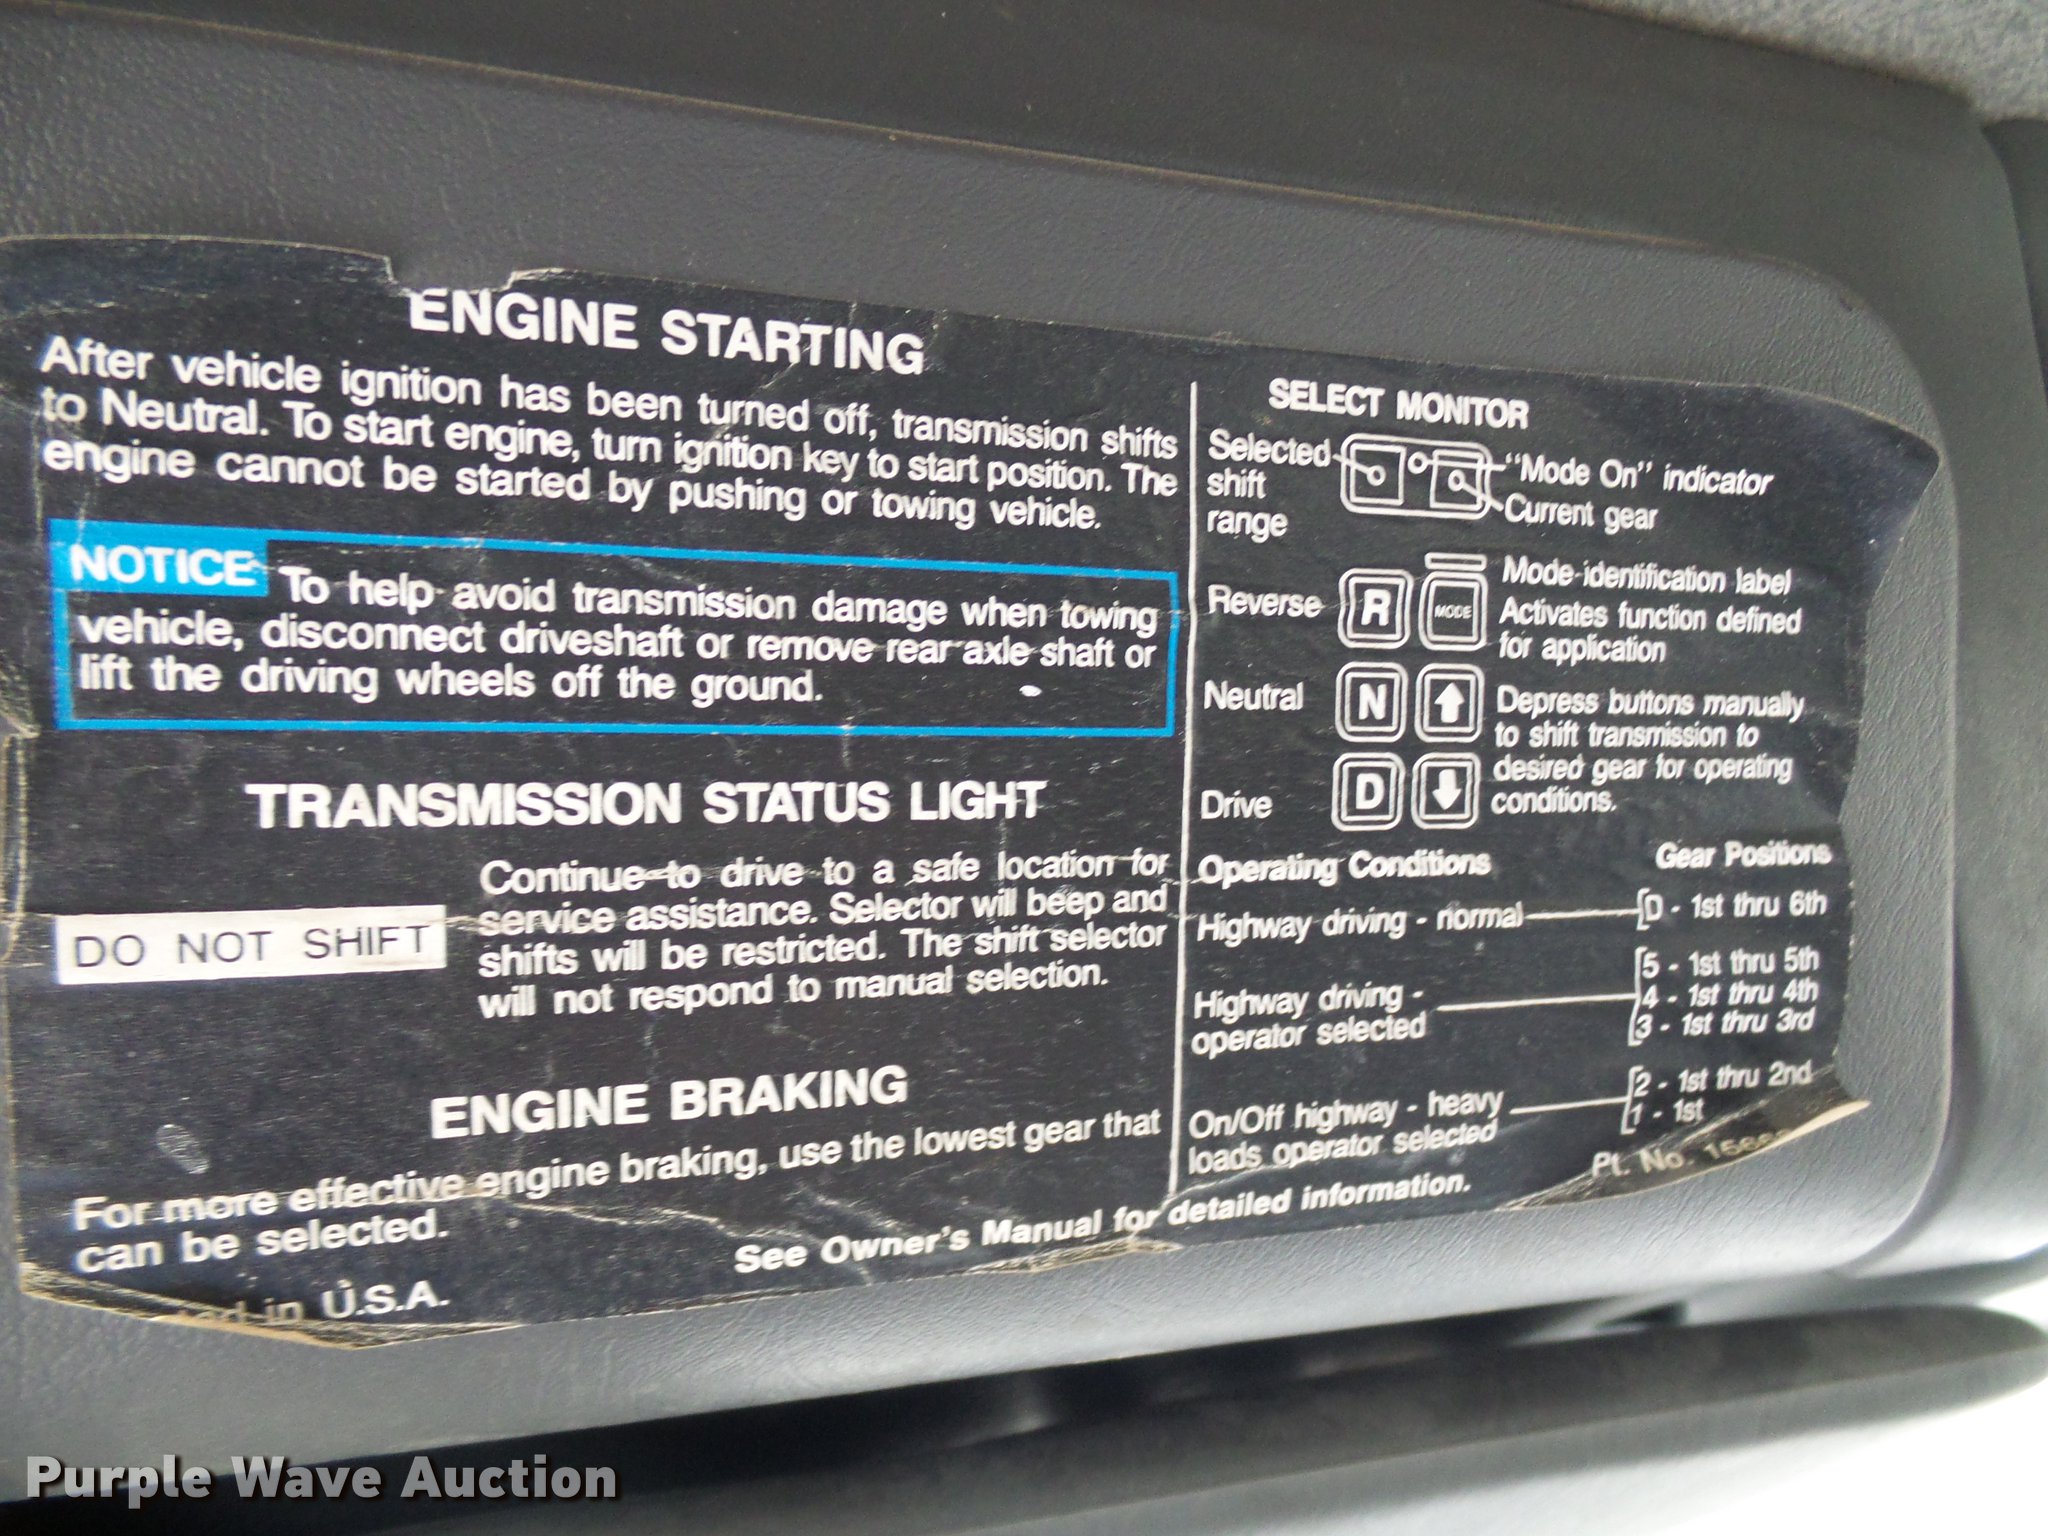 ENGINE STARTING
After vehicle ignition has been turned off, transmission shifts
to Neutral. To start engine, turn ignition key to start position. The
engine cannot be started by pushing or towing vehicle.
NOTICE To help avoid transmission damage when towing
vehicle, disconnect driveshaft or remove rear axle shaft or
lift the driving wheels off the ground.
TRANSMISSION STATUS LIGHT
DO NOT SHIFT
Continue to drive to a safe location for
service assistance. Selector will beep and
shifts will be restricted. The shift selector
will not respond to manual selection.
ENGINE BRAKING
For more effective engine braking, use the lowest gear that
can be selected.
See Owner's Manual for detailed information.
in U.S.A.
SELECT MONITOR
Selected
shift
range
"Mode On" indicator
Current gear
Reverse R MODE
Mode-identification label
Activates function defined
for application
Neutral N
Depress buttons manually
to shift transmission to
desired gear for operating
conditions.
Drive D
Operating Conditions Gear Positions
Highway driving - normal D - 1st thru 6th
Highway driving -
operator selected
5 - 1st thru 5th
4 - 1st thru 4th
3 - 1st thru 3rd
On/Off highway - heavy
loads operator selected
2 - 1st thru 2nd
1 - 1st
Pt. No.
Purple Wave Auction